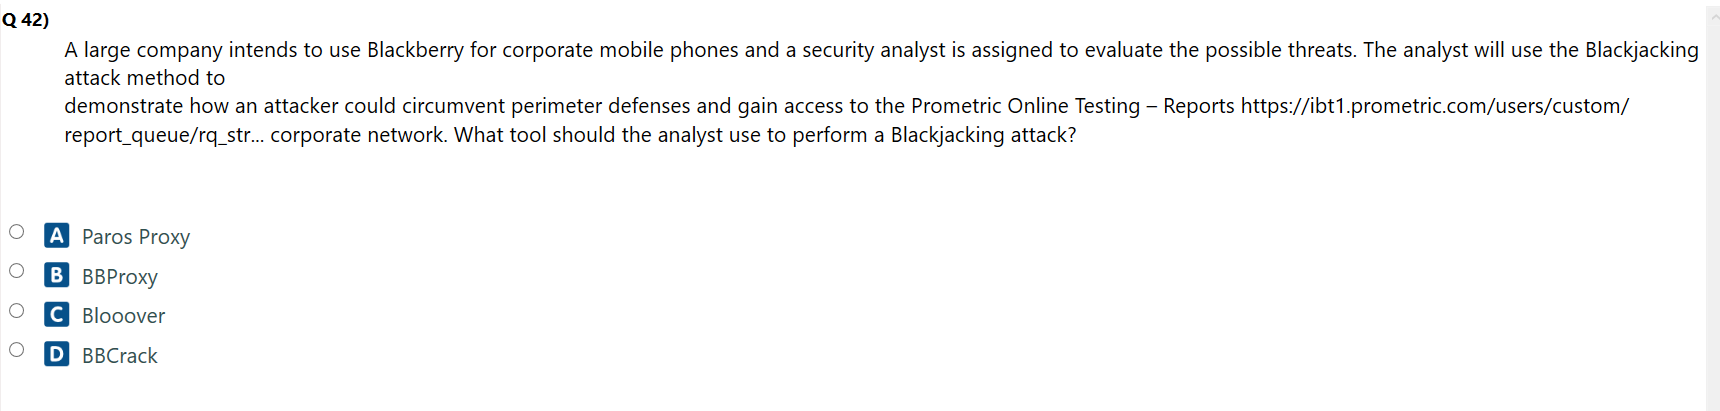 Q 42)
A large company intends to use Blackberry for corporate mobile phones and a security analyst is assigned to evaluate the possible threats. The analyst will use the Blackjacking
attack method to
demonstrate how an attacker could circumvent perimeter defenses and gain access to the Prometric Online Testing – Reports https://ibt1.prometric.com/users/custom/
report_queue/rq_str... corporate network. What tool should the analyst use to perform a Blackjacking attack?
A Paros Proxy
B BBProxy
C Blooover
D BBCrack